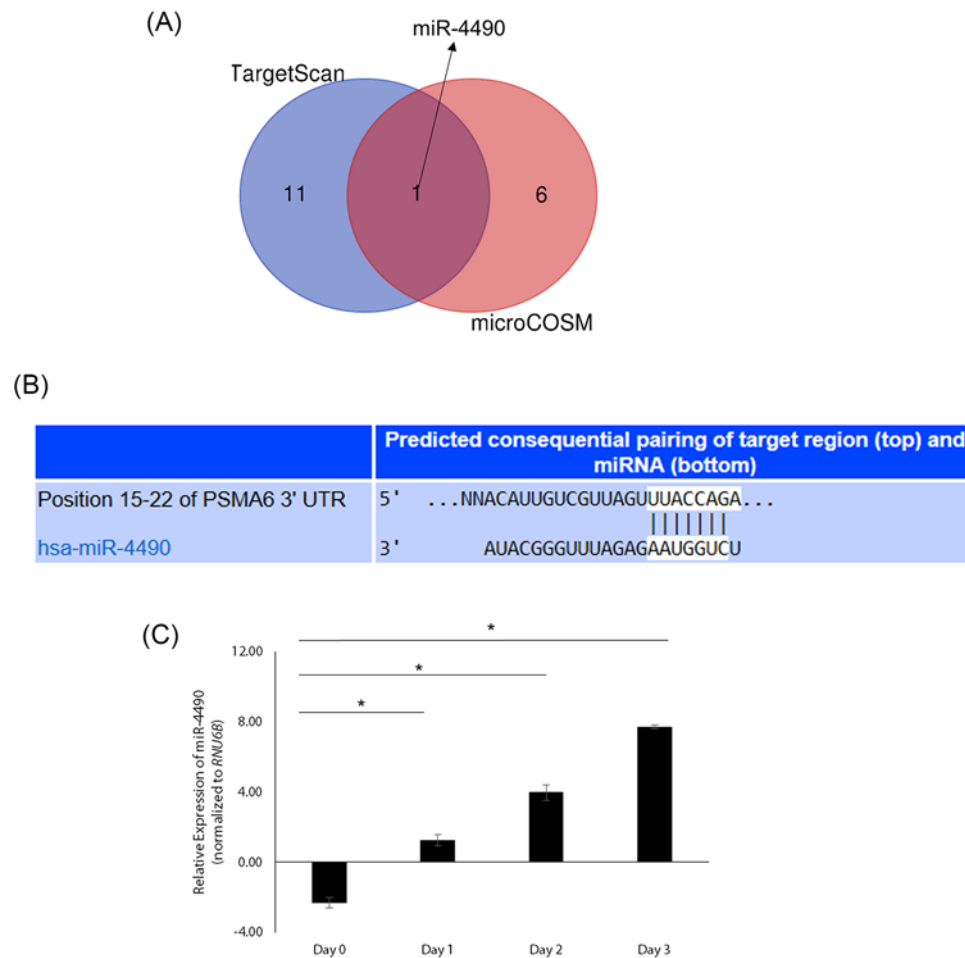 (A)
miR-4490
TargetScan
11
1
6
microCOSM
(B)
Predicted consequential pairing of target region (top) and
miRNA (bottom)
Position 15-22 of PSMA6 3' UTR
5' ...NNACAUUGUCGUUAGUUUACCAGA...
|||||||
hsa-miR-4490
3' AUACGGGUUUAGAGAAUGGUCU
(C)
*
*
*
12.00
8.00
4.00
0.00
-4.00
Relative Expression of miR-4490
(normalized to RNU6B)
Day 0
Day 1
Day 2
Day 3